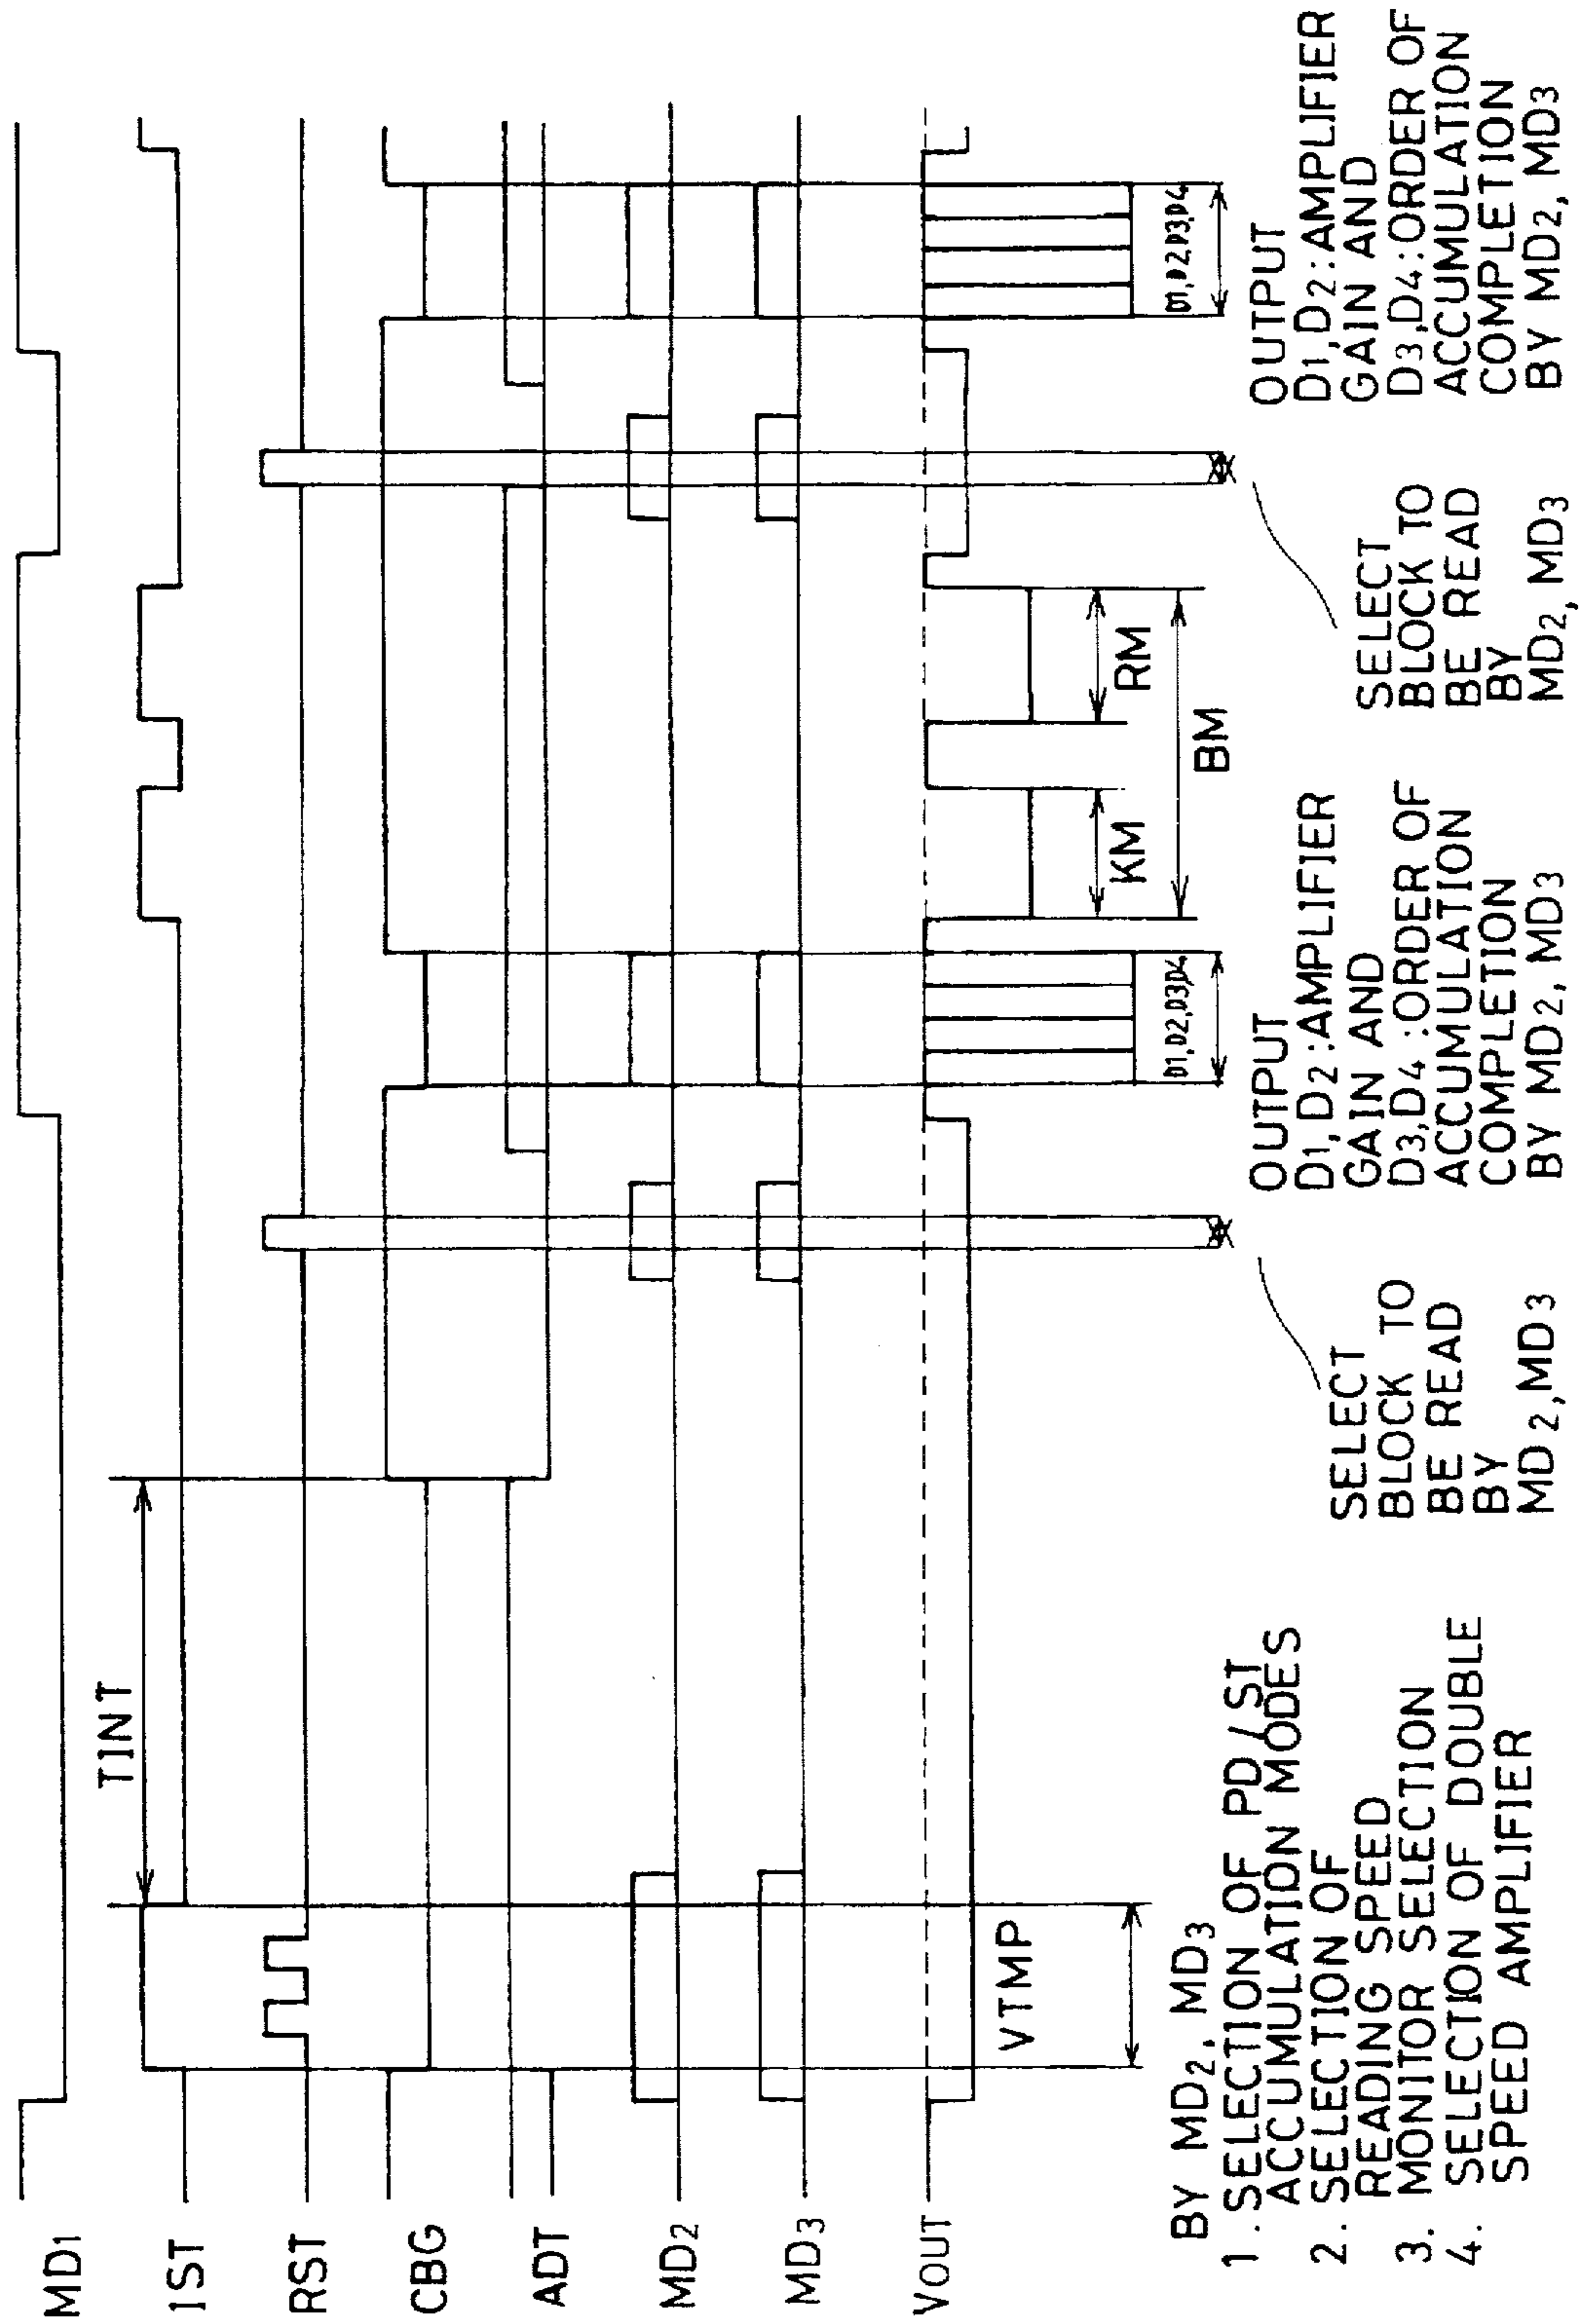 MD1
IST
RST
CBG
ADT
MD2
MD3
VOUT
TINT
VTMP
KM
RM
BM
D1,D2,D3,D4
D1,D2,D3,D4
BY MD2, MD3
1. SELECTION OF PD/ST
ACCUMULATION MODES
2. SELECTION OF
READING SPEED
3. MONITOR SELECTION
4. SELECTION OF DOUBLE
SPEED AMPLIFIER
SELECT
BLOCK TO
BE READ
BY
MD2, MD3
OUTPUT
D1, D2 :AMPLIFIER
GAIN AND
D3,D4 :ORDER OF
ACCUMULATION
COMPLETION
BY MD2, MD3
SELECT
BLOCK TO
BE READ
BY
MD2, MD3
OUTPUT
D1,D2:AMPLIFIER
GAIN AND
D3,D4:ORDER OF
ACCUMULATION
COMPLETION
BY MD2, MD3